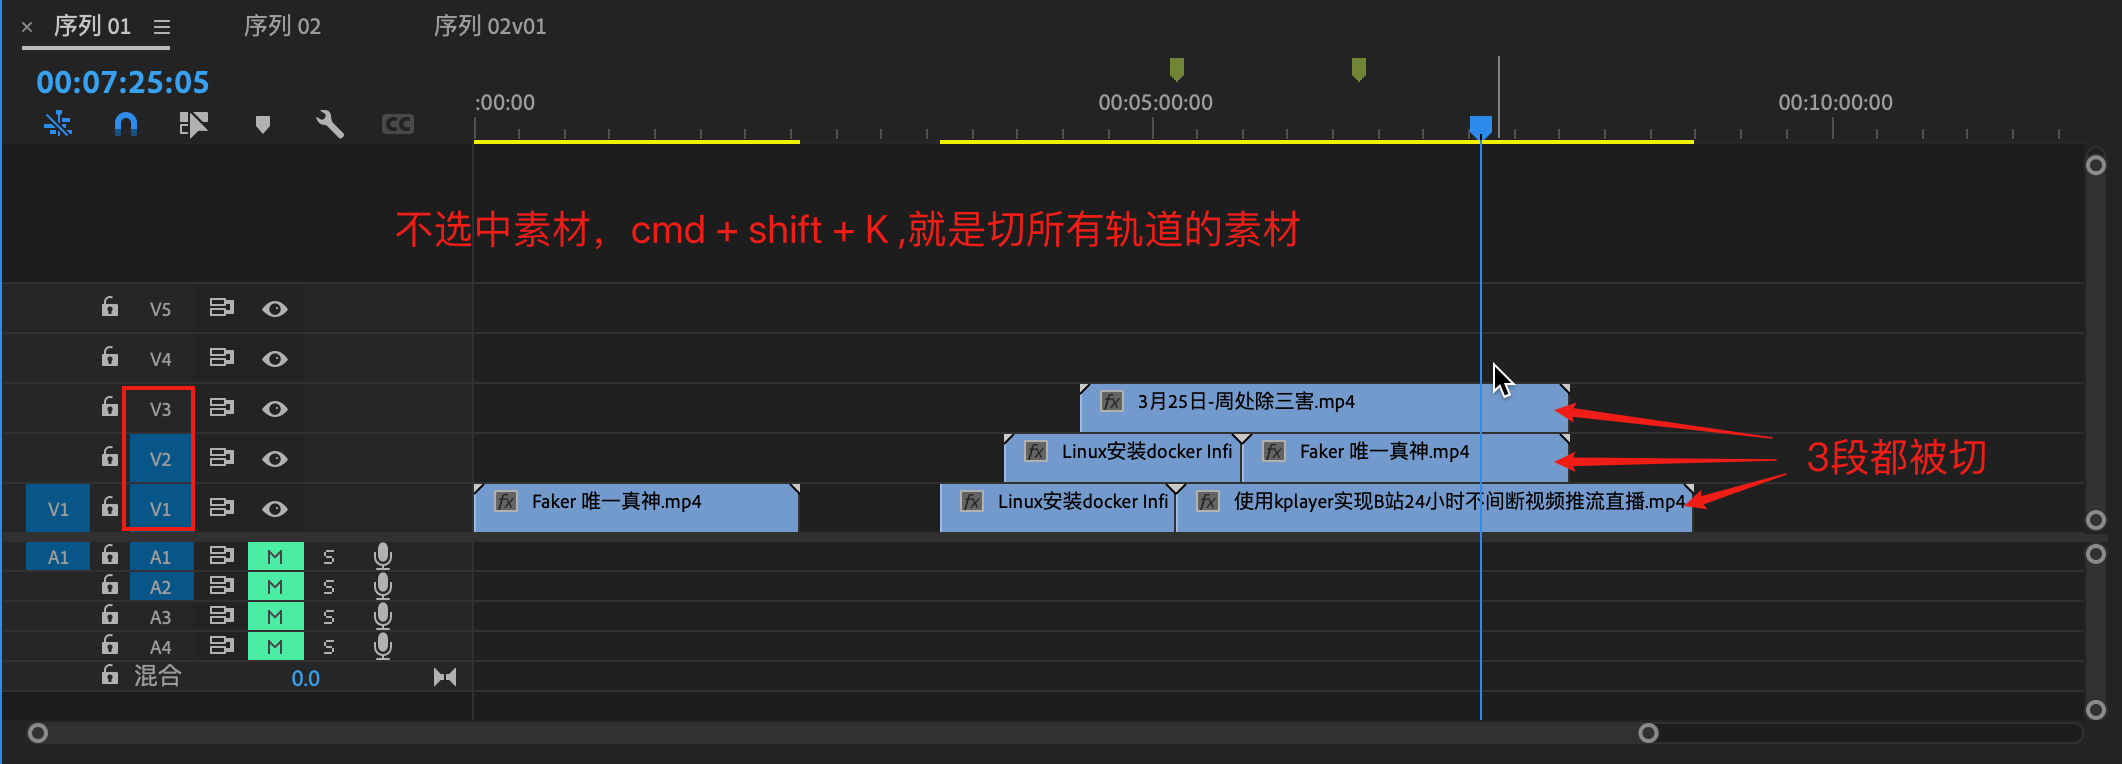 × 序列 01 序列 02 序列 02v01
00:07:25:05
:00:00 00:05:00:00 00:10:00:00
CC
不选中素材，cmd + shift + K ,就是切所有轨道的素材
V5
V4
V3 fx 3月25日-周处除三害.mp4
V2 fx Linux安装docker Infi fx Faker 唯一真神.mp4
3段都被切
V1 V1 fx Faker 唯一真神.mp4 fx Linux安装docker Infi fx 使用kplayer实现B站24小时不间断视频推流直播.mp4
A1 A1 M S
A2 M S
A3 M S
A4 M S
混合 0.0